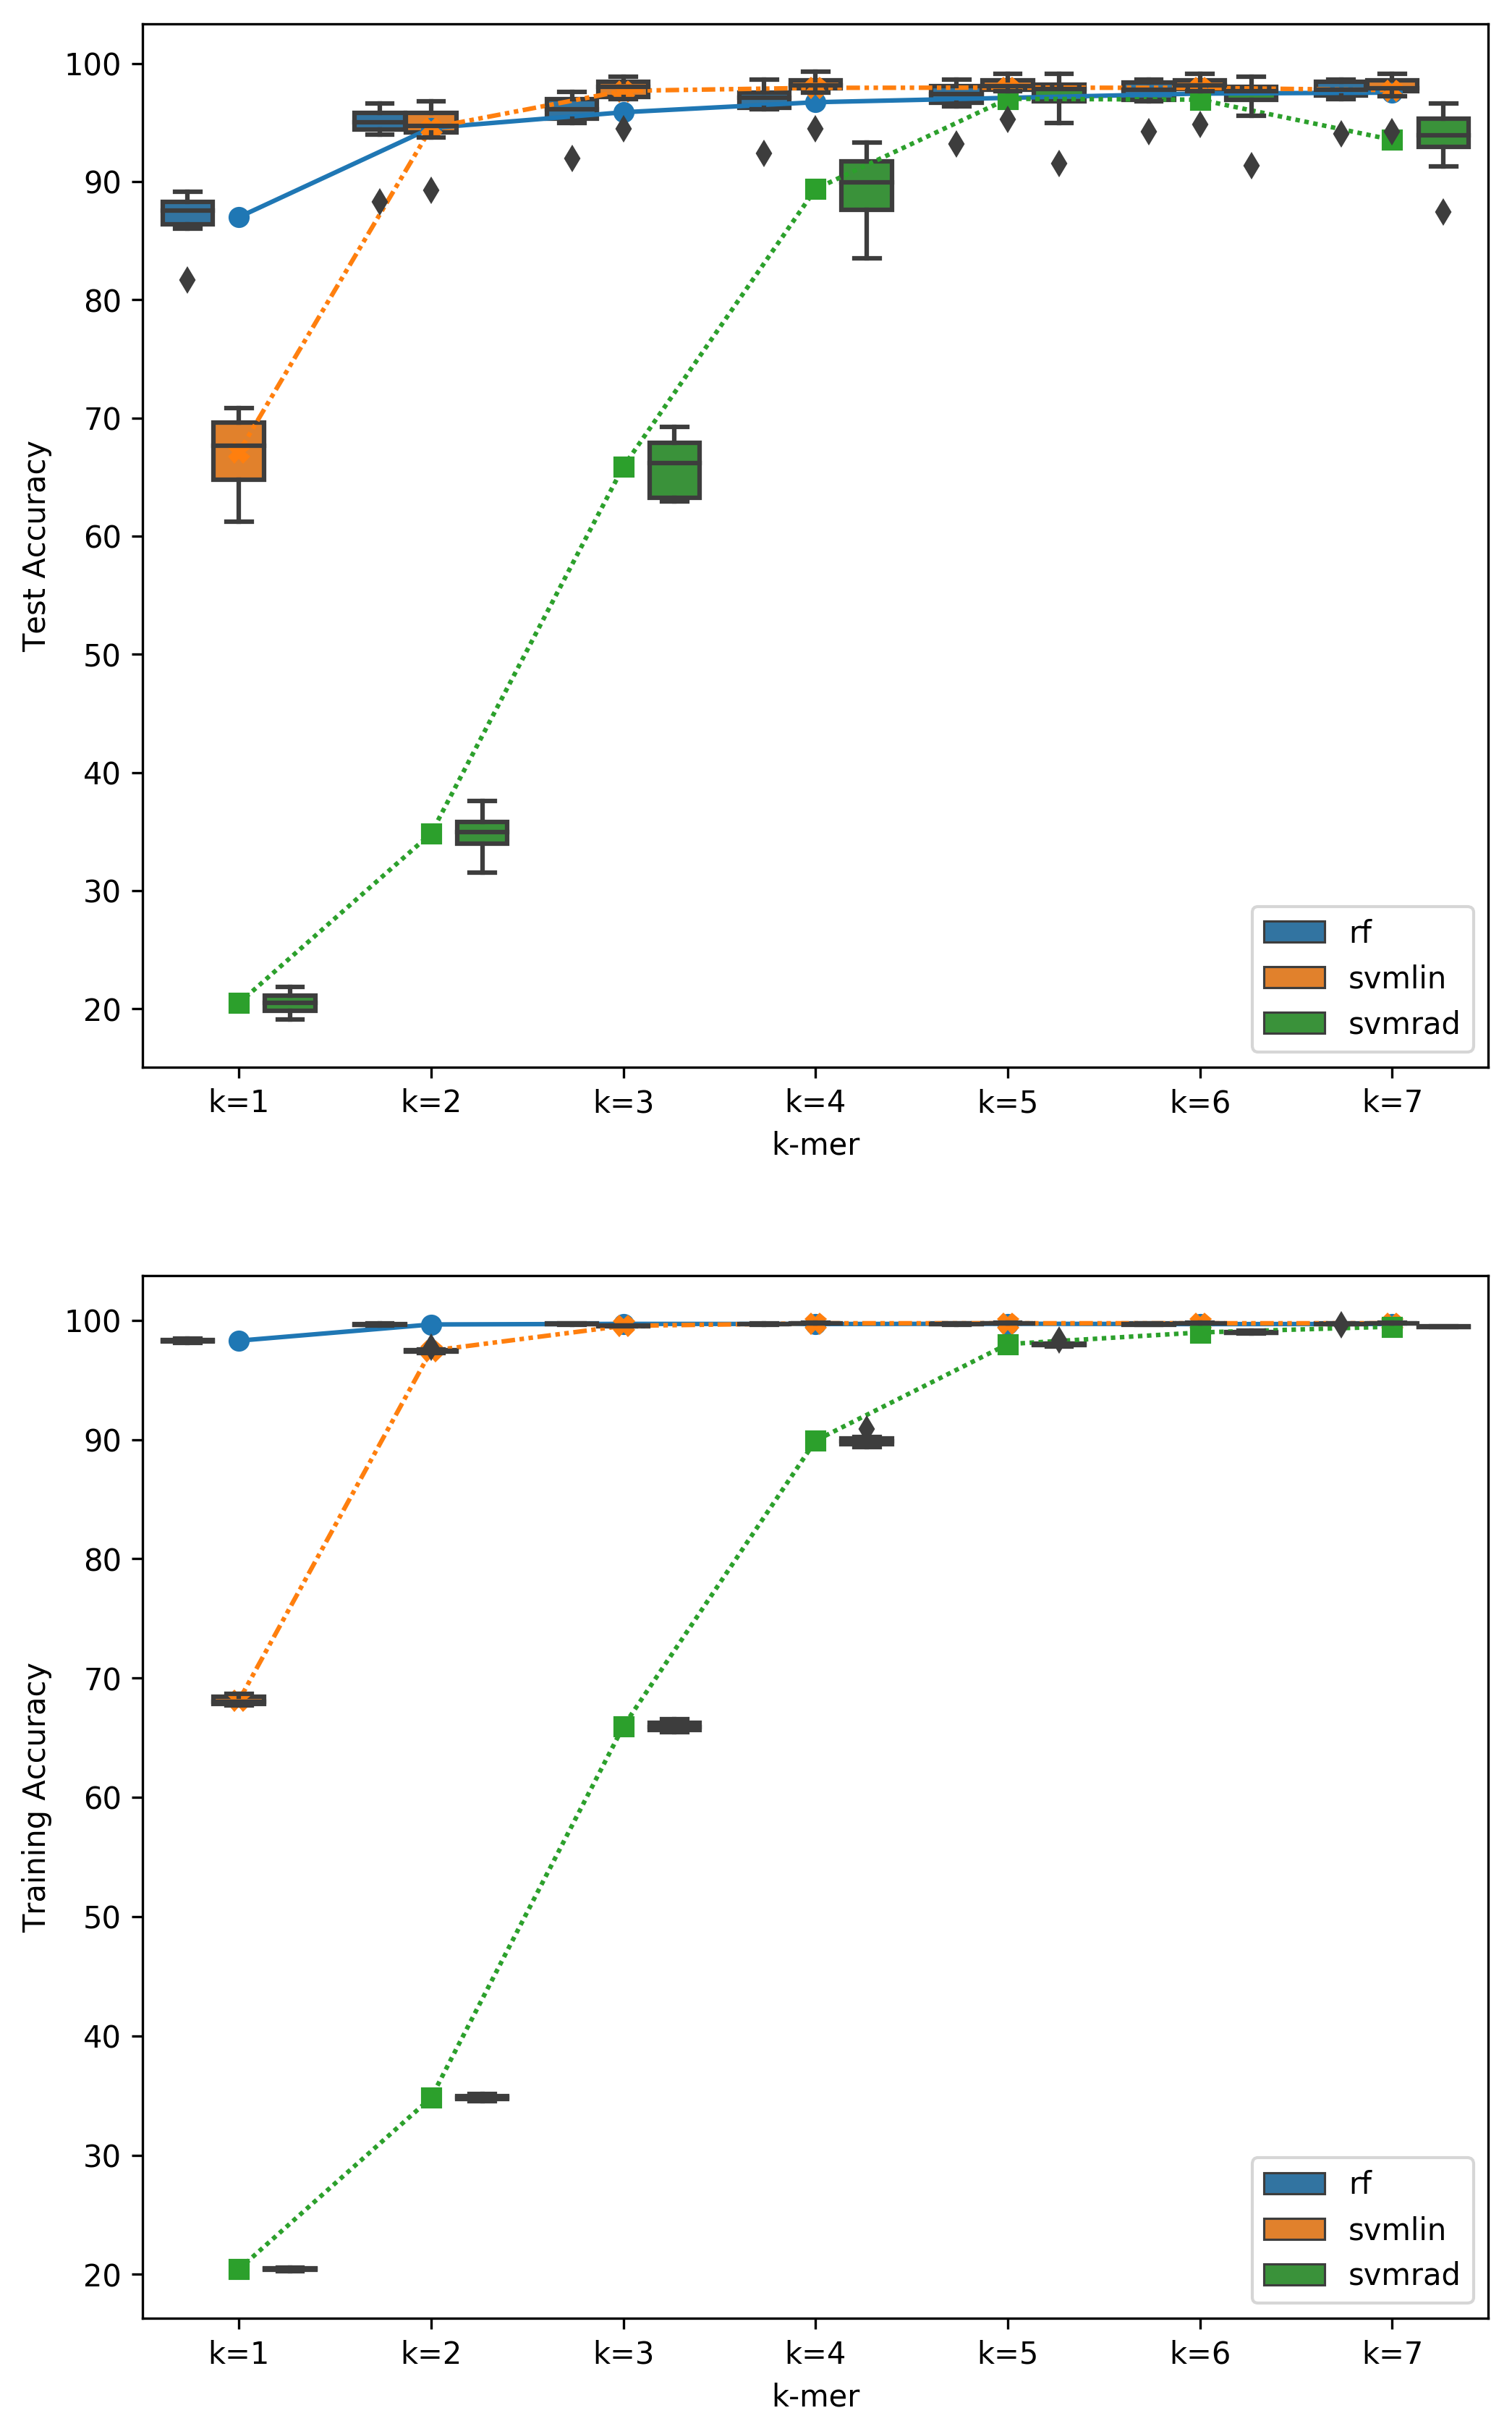 Test Accuracy
100
90
80
70
60
50
40
30
20
rf
svmlin
svmrad
k=1 k=2 k=3 k=4 k=5 k=6 k=7
k-mer
Training Accuracy
100
90
80
70
60
50
40
30
20
rf
svmlin
svmrad
k=1 k=2 k=3 k=4 k=5 k=6 k=7
k-mer